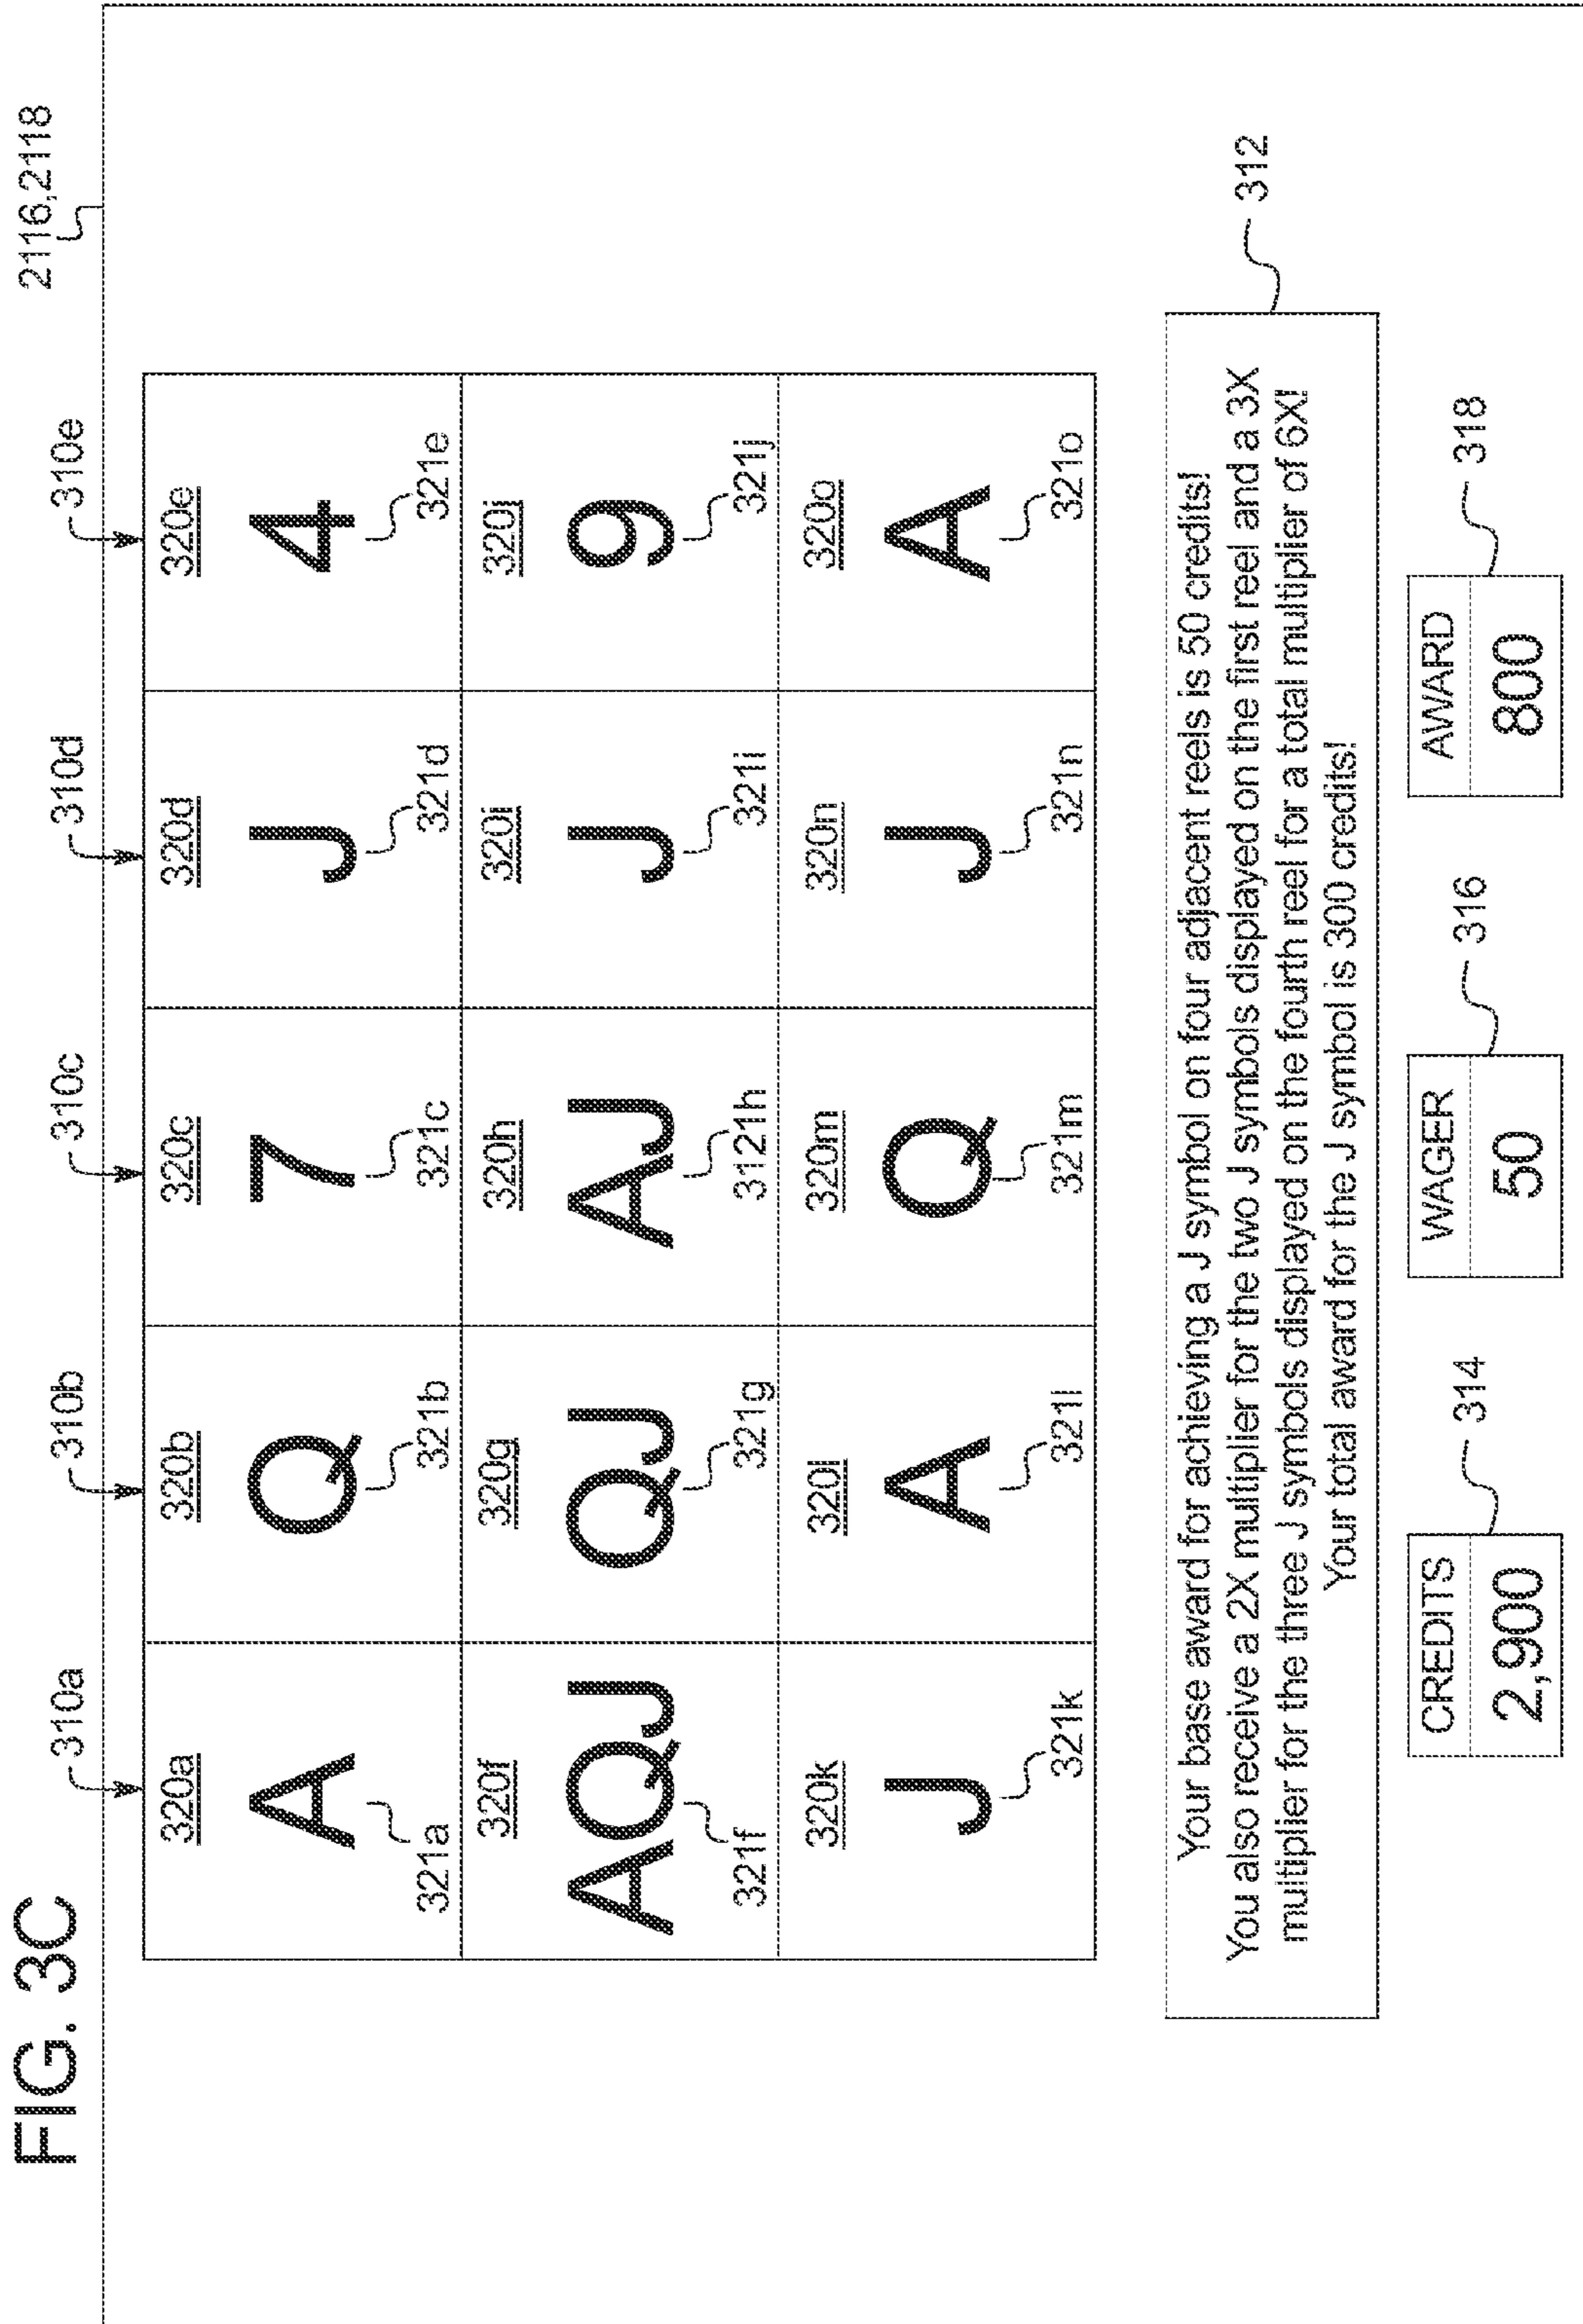 FIG. 3C
2116,2118
310a 310b 310c 310d 310e
320a 320b 320c 320d 320e
A Q 7 J 4
321a 321b 321c 321d 321e
320f 320g 320h 320i 320j
AQJ QJ AJ J 9
321f 321g 3121h 321i 321j
320k 320l 320m 320n 320o
J A Q J A
321k 321l 321m 321n 321o
Your base award for achieving a J symbol on four adjacent reels is 50 credits!
You also receive a 2X multiplier for the two J symbols displayed on the first reel and a 3X
multiplier for the three J symbols displayed on the fourth reel for a total multiplier of 6X!
Your total award for the J symbol is 300 credits!
312
CREDITS 314 WAGER 316 AWARD 318
2,900 50 800